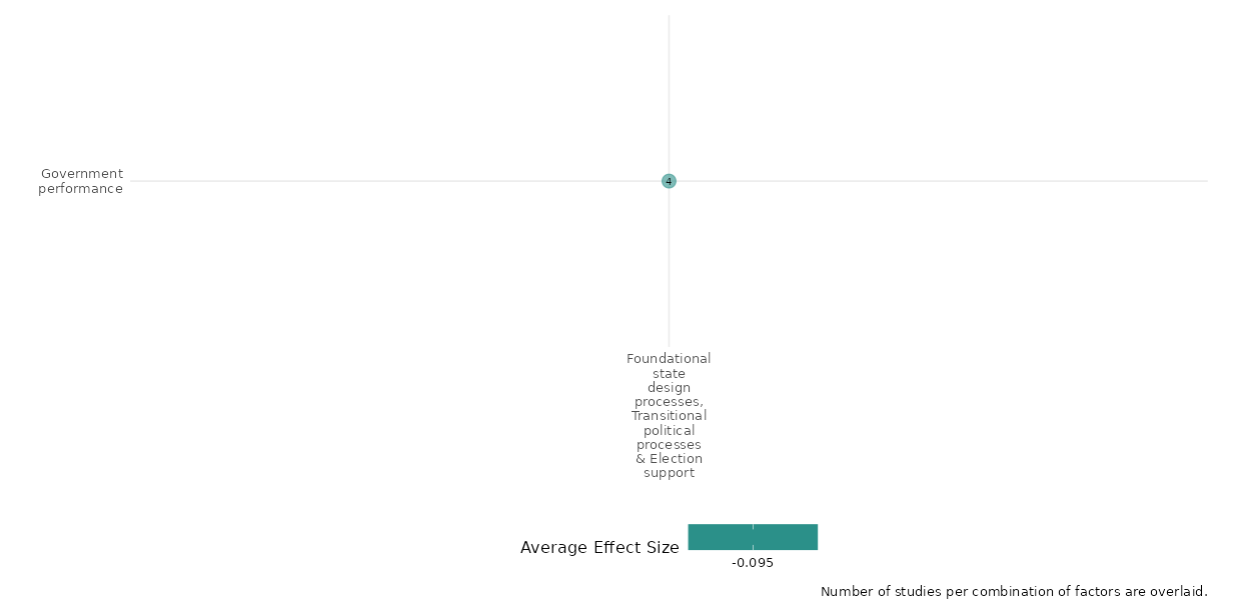 Government
performance
4
Foundational
state
design
processes,
Transitional
political
processes
& Election
support
Average Effect Size
-0.095
Number of studies per combination of factors are overlaid.